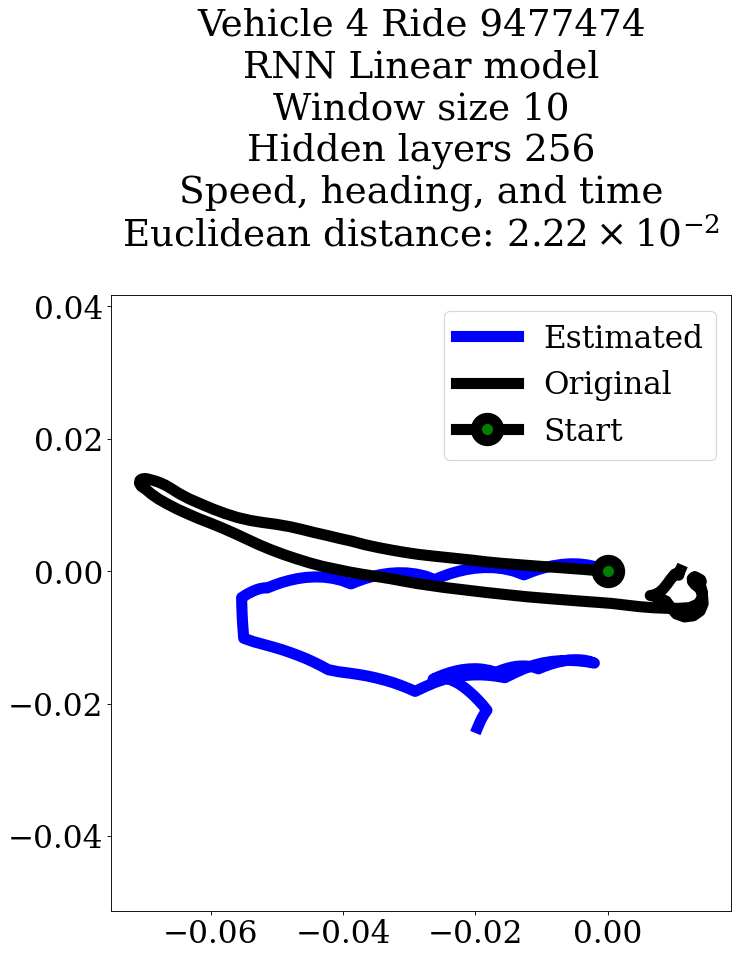 Vehicle 4 Ride 9477474
RNN Linear model
Window size 10
Hidden layers 256
Speed, heading, and time
Euclidean distance: 2.22 × 10⁻²
Estimated
Original
Start
0.04
0.02
0.00
−0.02
−0.04
−0.06 −0.04 −0.02 0.00